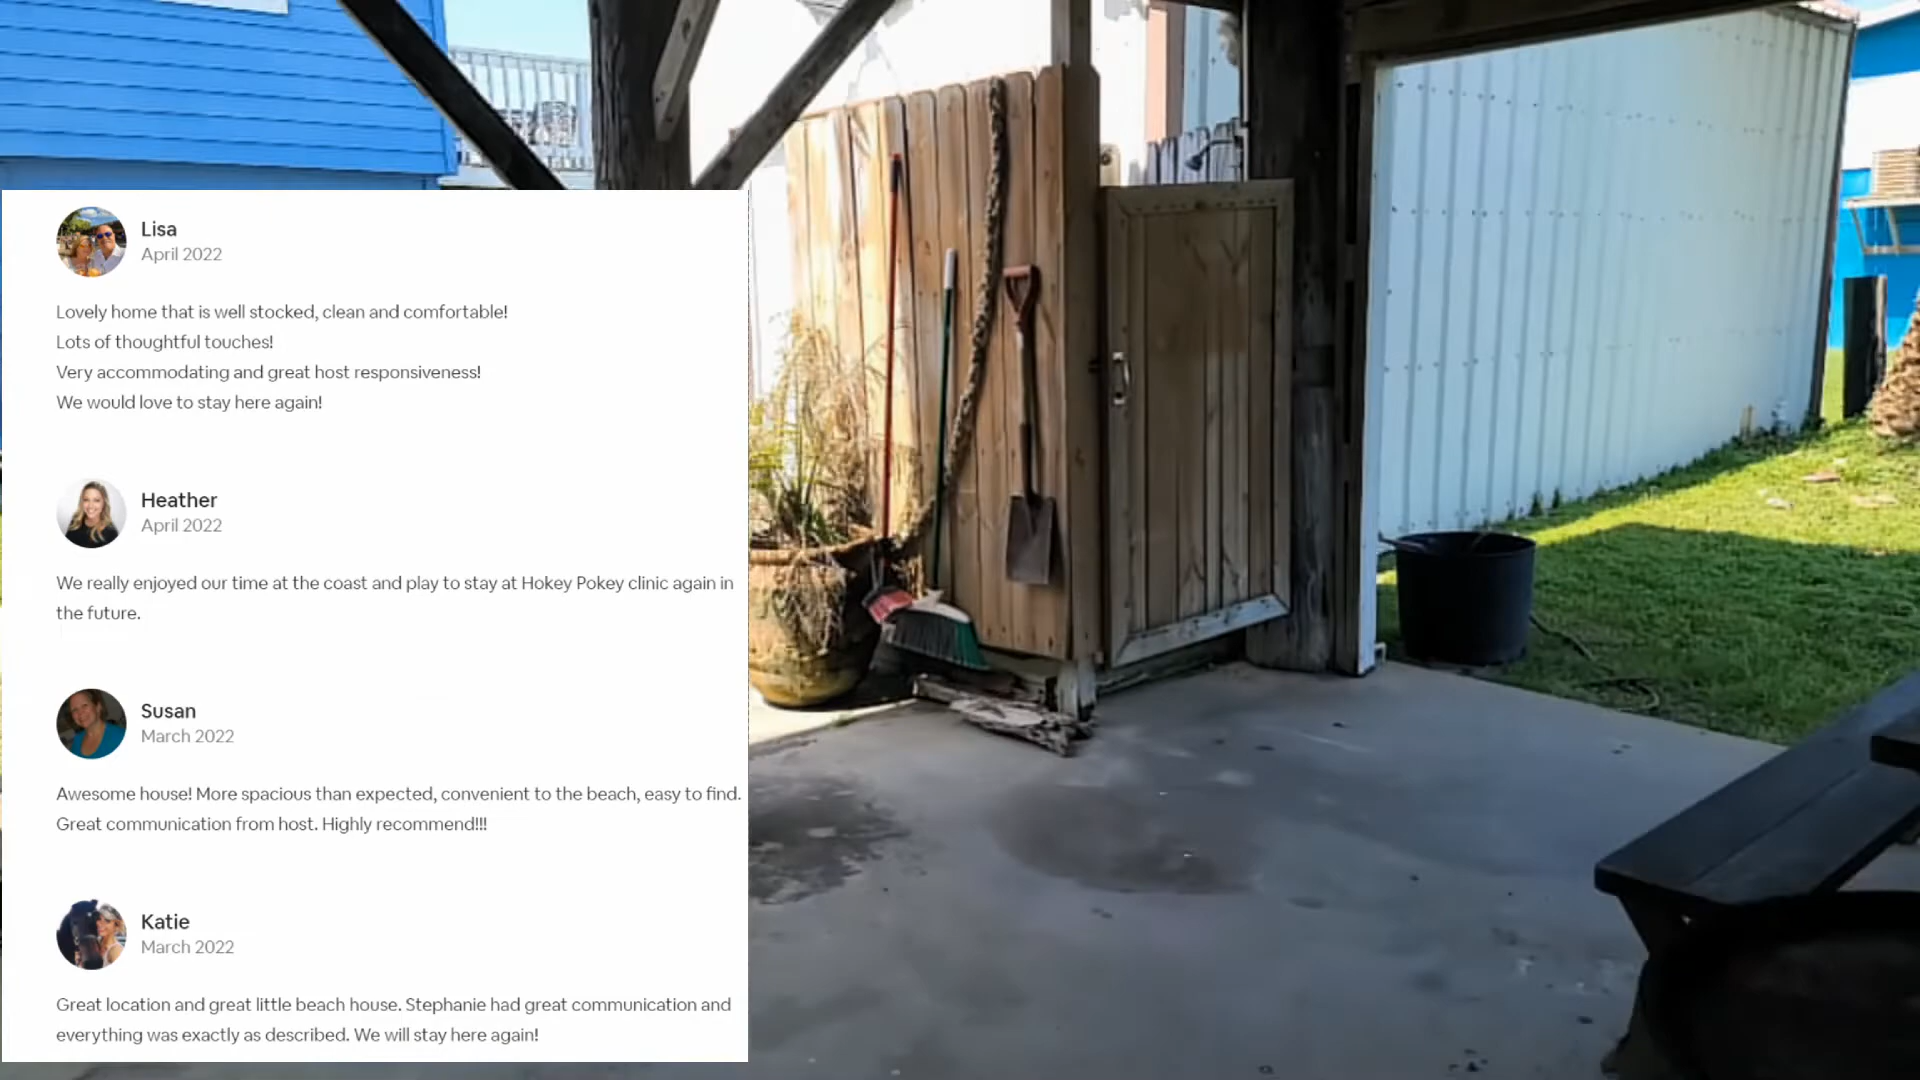 Lisa
April 2022
Lovely home that is well stocked, clean and comfortable!
Lots of thoughtful touches!
Very accommodating and great host responsiveness!
We would love to stay here again!
Heather
April 2022
We really enjoyed our time at the coast and play to stay at Hokey Pokey clinic again in
the future.
Susan
March 2022
Awesome house! More spacious than expected, convenient to the beach, easy to find.
Great communication from host. Highly recommend!!!
Katie
March 2022
Great location and great little beach house. Stephanie had great communication and
everything was exactly as described. We will stay here again!